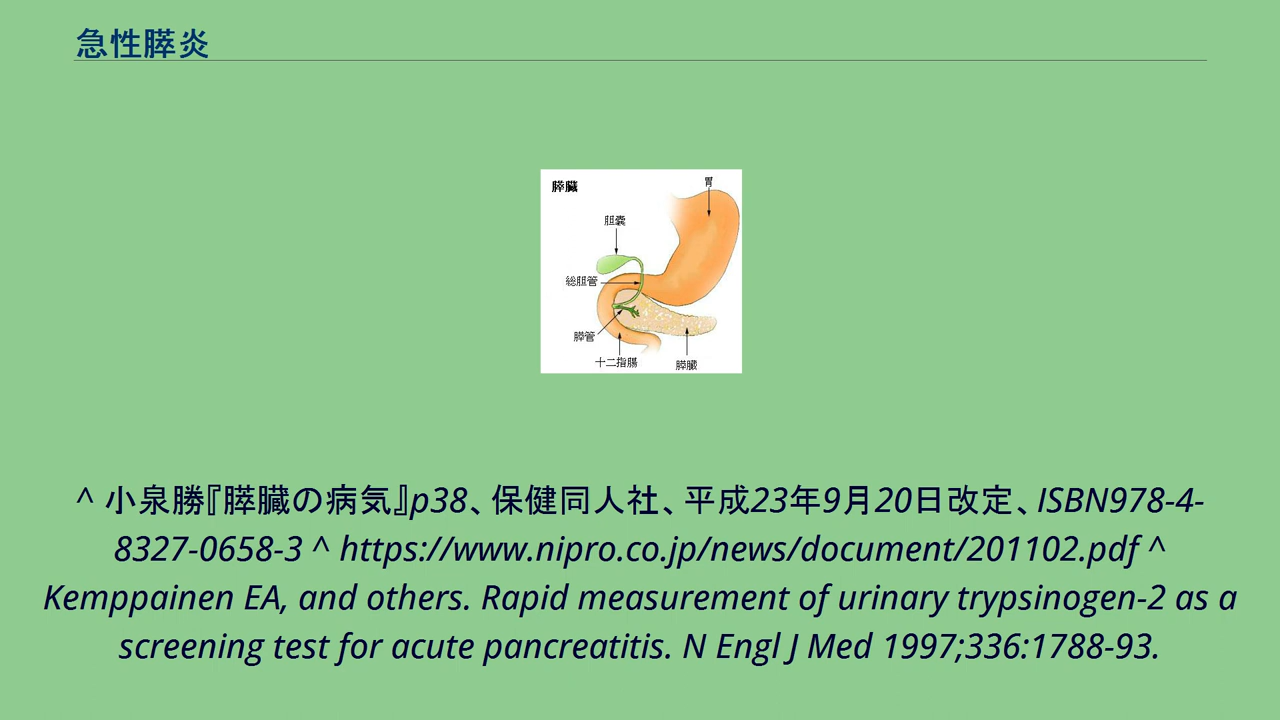 急性膵炎
膵臓
胃
胆嚢
総胆管
膵管
十二指腸
膵臓
^ 小泉勝『膵臓の病気』p38、保健同人社、平成23年9月20日改定、ISBN978-4-
8327-0658-3 ^ https://www.nipro.co.jp/news/document/201102.pdf ^
Kemppainen EA, and others. Rapid measurement of urinary trypsinogen-2 as a
screening test for acute pancreatitis. N Engl J Med 1997;336:1788-93.